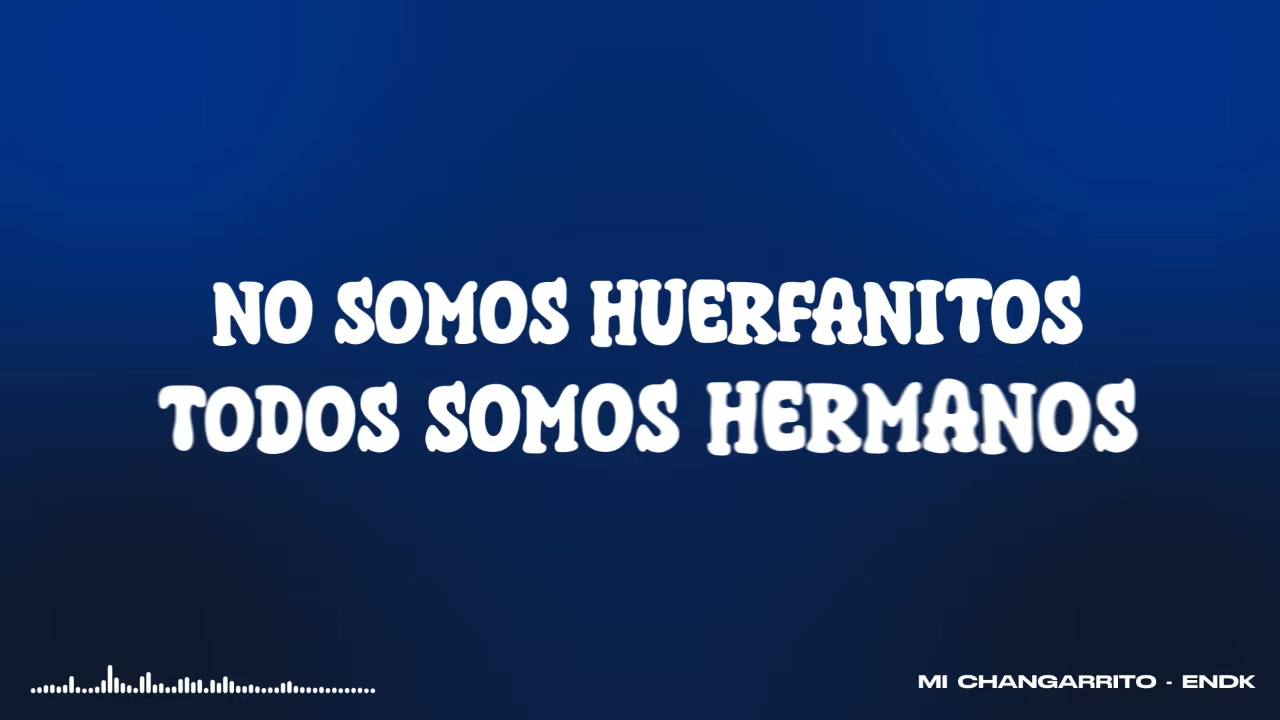 NO SOMOS HUERFANITOS
TODOS SOMOS HERMANOS
MI CHANGARRITO - ENDK